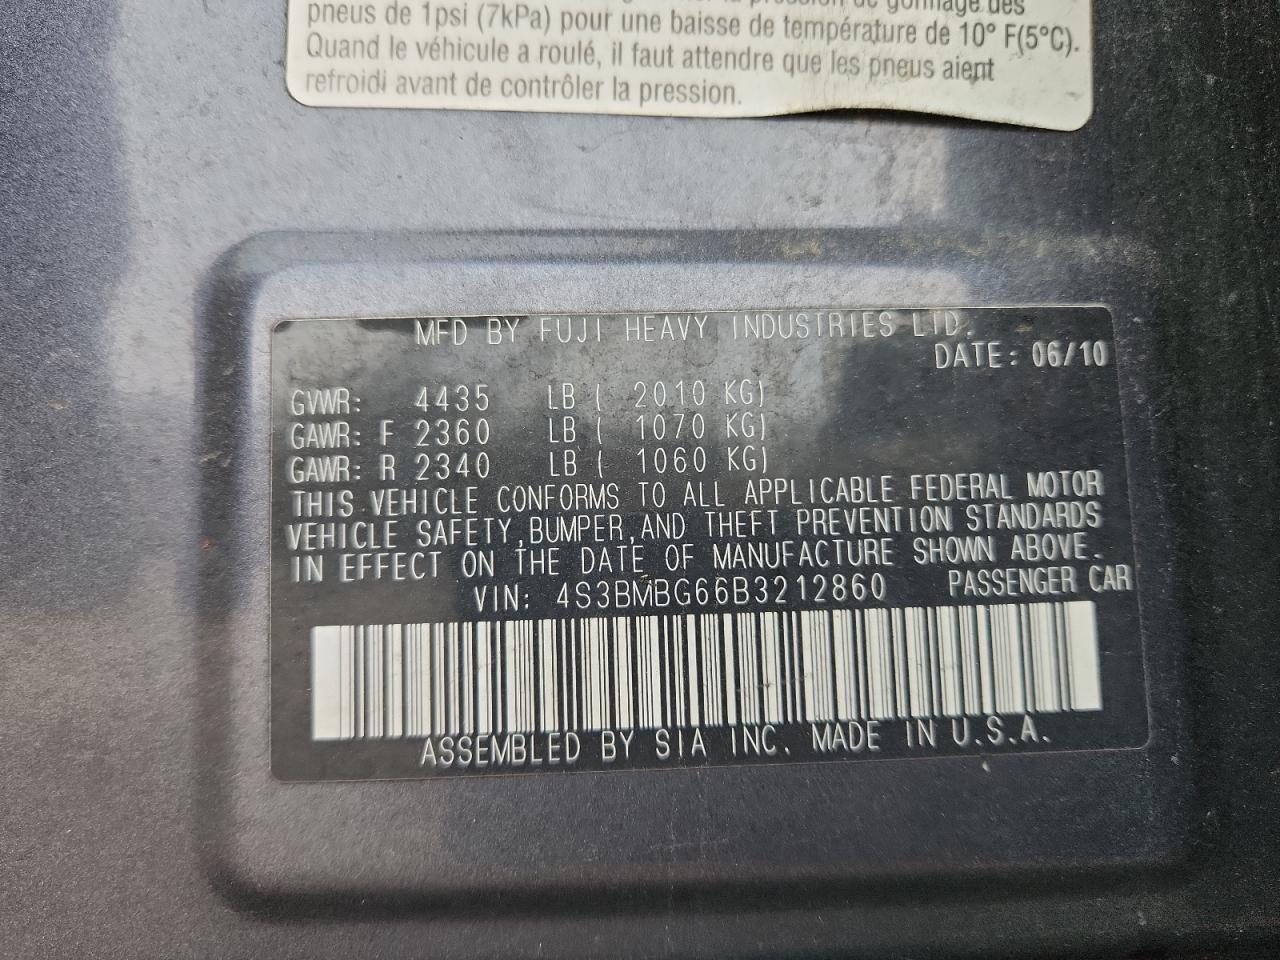 pneus de 1psi (7kPa) pour une baisse de température de 10° F(5°C).
Quand le véhicule a roulé, il faut attendre que les pneus aient
refroidi avant de contrôler la pression.
MFD BY FUJI HEAVY INDUSTRIES LTD.
DATE: 06/10
GVWR: 4435 LB ( 2010 KG)
GAWR: F 2360 LB ( 1070 KG)
GAWR: R 2340 LB ( 1060 KG)
THIS VEHICLE CONFORMS TO ALL APPLICABLE FEDERAL MOTOR
VEHICLE SAFETY,BUMPER,AND THEFT PREVENTION STANDARDS
IN EFFECT ON THE DATE OF MANUFACTURE SHOWN ABOVE.
VIN: 4S3BMBG66B3212860 PASSENGER CAR
ASSEMBLED BY SIA INC. MADE IN U.S.A.